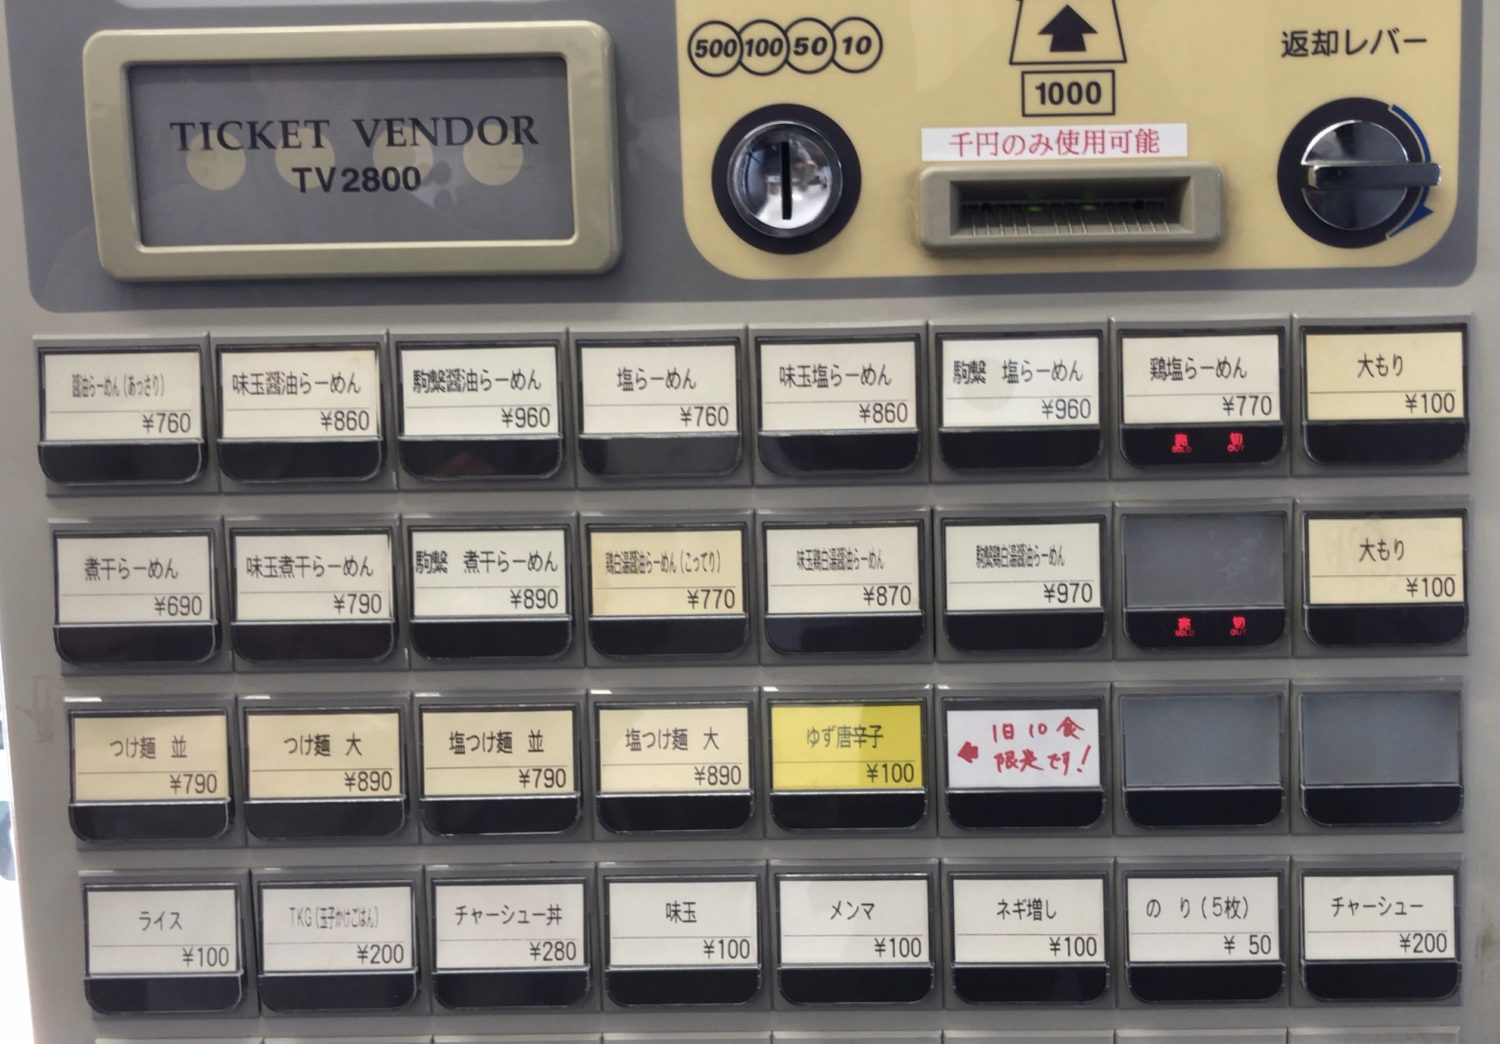 500 100 50 10
1000
返却レバー
千円のみ使用可能
TICKET VENDOR
TV2800
醤油らーめん(あっさり)
¥760
味玉醤油らーめん
¥860
駒繋醤油らーめん
¥960
塩らーめん
¥760
味玉塩らーめん
¥860
駒繋 塩らーめん
¥960
鶏塩らーめん
¥770
売 切
SOLD OUT
大もり
¥100
煮干らーめん
¥690
味玉煮干らーめん
¥790
駒繋 煮干らーめん
¥890
鶏白湯醤油らーめん(こってり)
¥770
味玉鶏白湯醤油らーめん
¥870
駒繋鶏白湯醤油らーめん
¥970
売 切
SOLD OUT
大もり
¥100
つけ麺 並
¥790
つけ麺 大
¥890
塩つけ麺 並
¥790
塩つけ麺 大
¥890
ゆず唐辛子
¥100
1日10食
限定です!
ライス
¥100
TKG(玉子かけごはん)
¥200
チャーシュー丼
¥280
味玉
¥100
メンマ
¥100
ネギ増し
¥100
の り(5枚)
¥ 50
チャーシュー
¥200